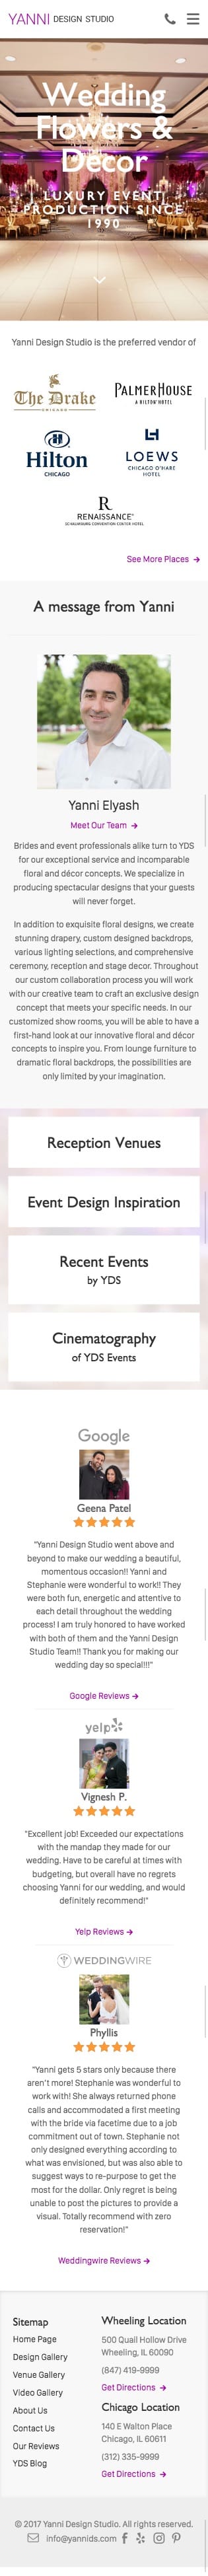 YANNI DESIGN STUDIO
Wedding
Flowers &
Decor
LUXURY EVENT
PRODUCTION SINCE
1990
Yanni Design Studio is the preferred vendor of
The Drake
CHICAGO
PALMER HOUSE
A HILTON HOTEL
Hilton
CHICAGO
LOEWS
CHICAGO O'HARE
HOTEL
R
RENAISSANCE®
SCHAUMBURG CONVENTION CENTER HOTEL
See More Places →
A message from Yanni
Yanni Elyash
Meet Our Team →
Brides and event professionals alike turn to YDS
for our exceptional service and incomparable
floral and décor concepts. We specialize in
producing spectacular designs that your guests
will never forget.
In addition to exquisite floral designs, we create
stunning drapery, custom designed backdrops,
various lighting selections, and comprehensive
ceremony, reception and stage decor. Throughout
our custom collaboration process you will work
with our creative team to craft an exclusive design
concept that meets your specific needs. In our
customized show rooms, you will be able to have a
first-hand look at our innovative floral and décor
concepts to inspire you. From lounge furniture to
dramatic floral backdrops, the possibilities are
only limited by your imagination.
Reception Venues
Event Design Inspiration
Recent Events
by YDS
Cinematography
of YDS Events
Google
Geena Patel
"Yanni Design Studio went above and
beyond to make our wedding a beautiful,
momentous occasion!! Yanni and
Stephanie were wonderful to work!! They
were both fun, energetic and attentive to
each detail throughout the wedding
process! I am truly honored to have worked
with both of them and the Yanni Design
Studio Team!! Thank you for making our
wedding day so special!!!"
Google Reviews →
yelp
Vignesh P.
"Excellent job! Exceeded our expectations
with the mandap they made for our
wedding. Have to be careful at times with
budgeting, but overall have no regrets
choosing Yanni for our wedding, and would
definitely recommend!"
Yelp Reviews →
WEDDINGWIRE
Phyllis
"Yanni gets 5 stars only because there
aren't more! Stephanie was wonderful to
work with! She always returned phone
calls and accommodated a first meeting
with the bride via facetime due to a job
commitment out of town. Stephanie not
only designed everything according to
what was envisioned, but was also able to
suggest ways to re-purpose to get the
most for the dollar. Only regret is being
unable to post the pictures to provide a
visual. Totally recommend with zero
reservation!"
Weddingwire Reviews →
Sitemap
Home Page
Design Gallery
Venue Gallery
Video Gallery
About Us
Contact Us
Our Reviews
YDS Blog
Wheeling Location
500 Quail Hollow Drive
Wheeling, IL 60090
(847) 419-9999
Get Directions →
Chicago Location
140 E Walton Place
Chicago, IL 60611
(312) 335-9999
Get Directions →
© 2017 Yanni Design Studio. All rights reserved.
info@yannids.com